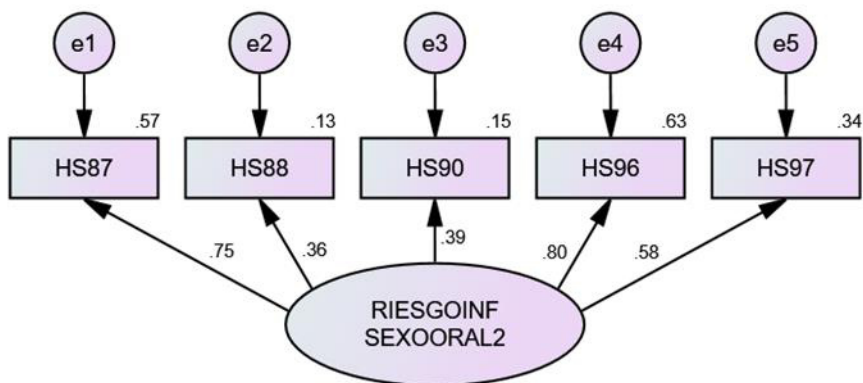 e1
e2
e3
e4
e5
.57
.13
.15
.63
.34
HS87
HS88
HS90
HS96
HS97
.75
.36
.39
.80
.58
RIESGOINF
SEXOORAL2